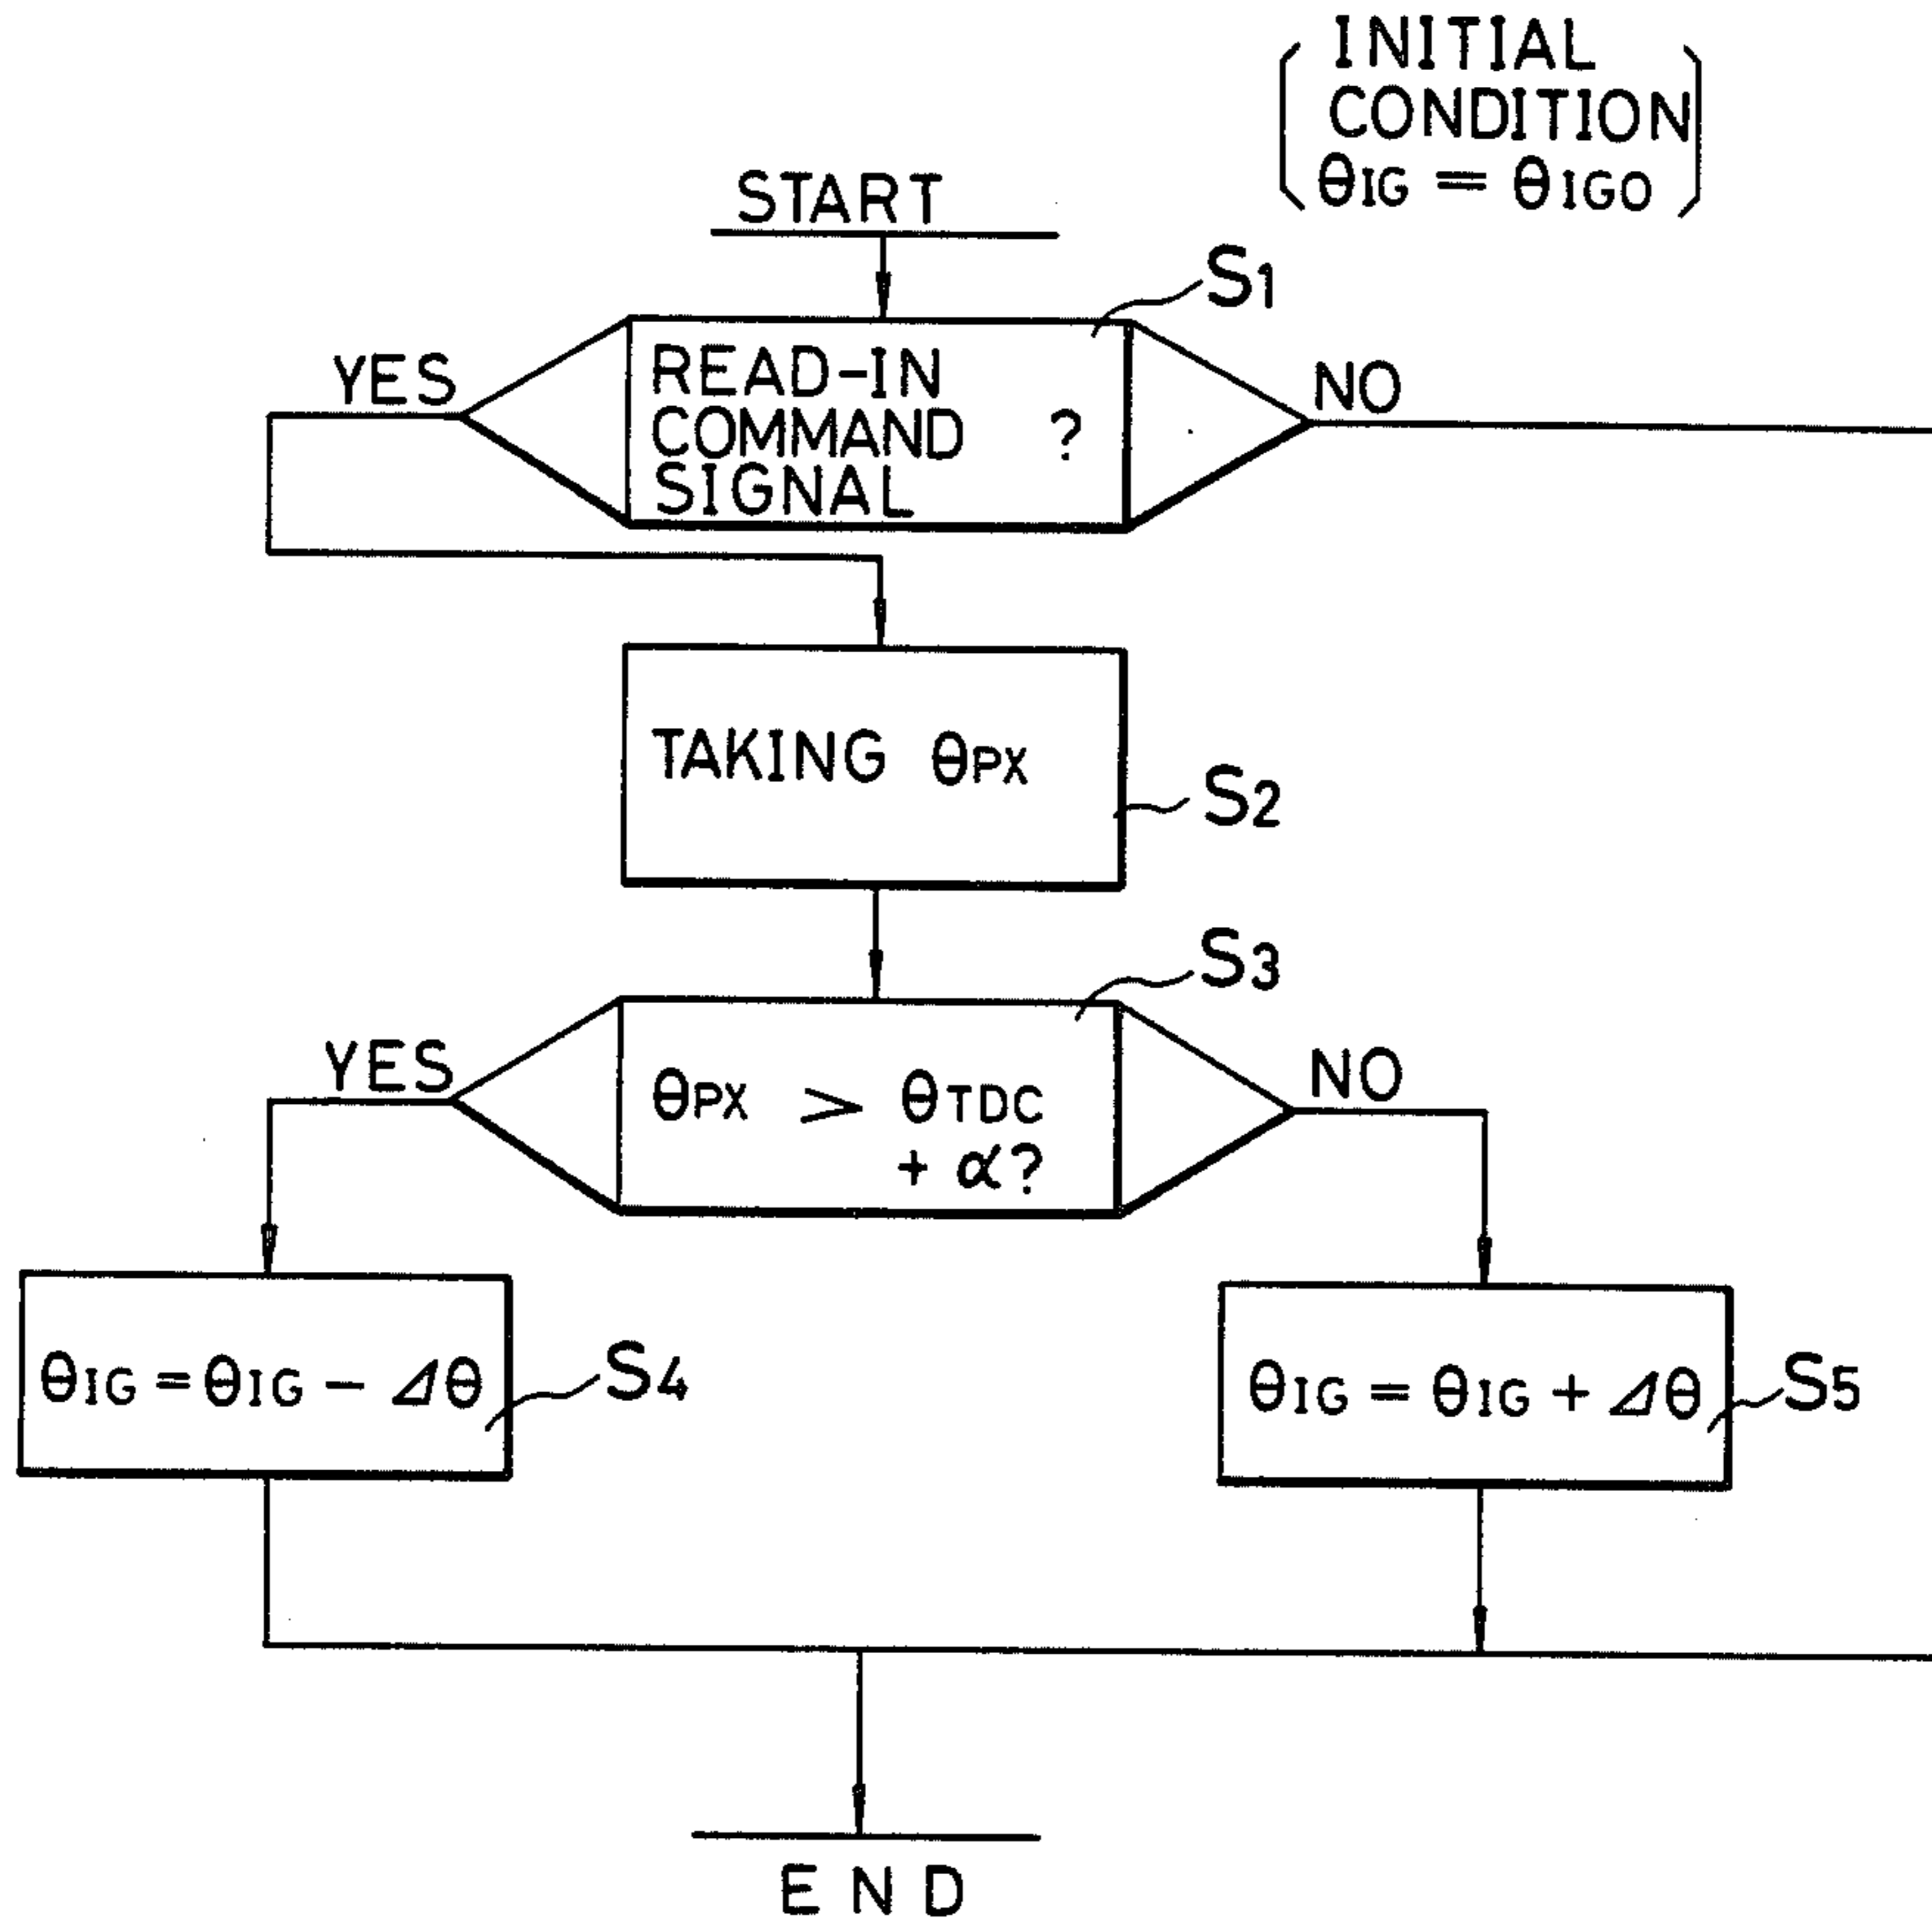 INITIAL
CONDITION
θIG = θIGO
START
S1
YES
READ-IN
COMMAND ?
SIGNAL
NO
TAKING θPX
S2
S3
YES
θPX > θTDC
+ α?
NO
θIG = θIG - Δθ
S4
θIG = θIG + Δθ
S5
END